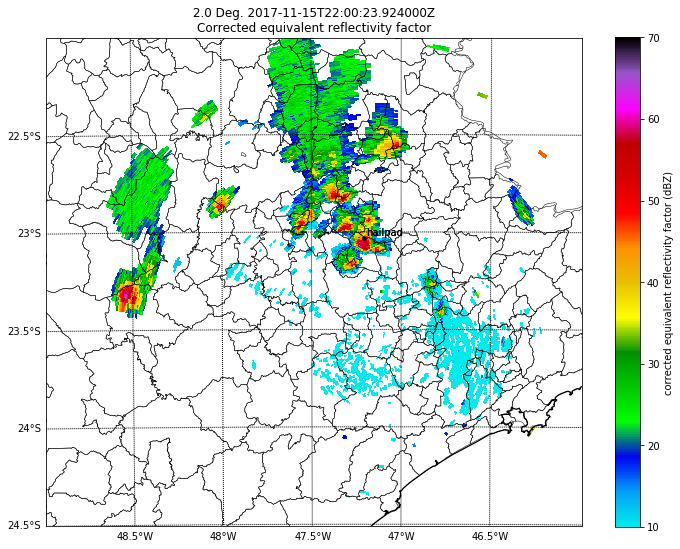 2.0 Deg. 2017-11-15T22:00:23.924000Z
Corrected equivalent reflectivity factor
22.5°S
23°S
23.5°S
24°S
24.5°S
48.5°W
48°W
47.5°W
47°W
46.5°W
hailpad
70
60
50
40
30
20
10
corrected equivalent reflectivity factor (dBZ)